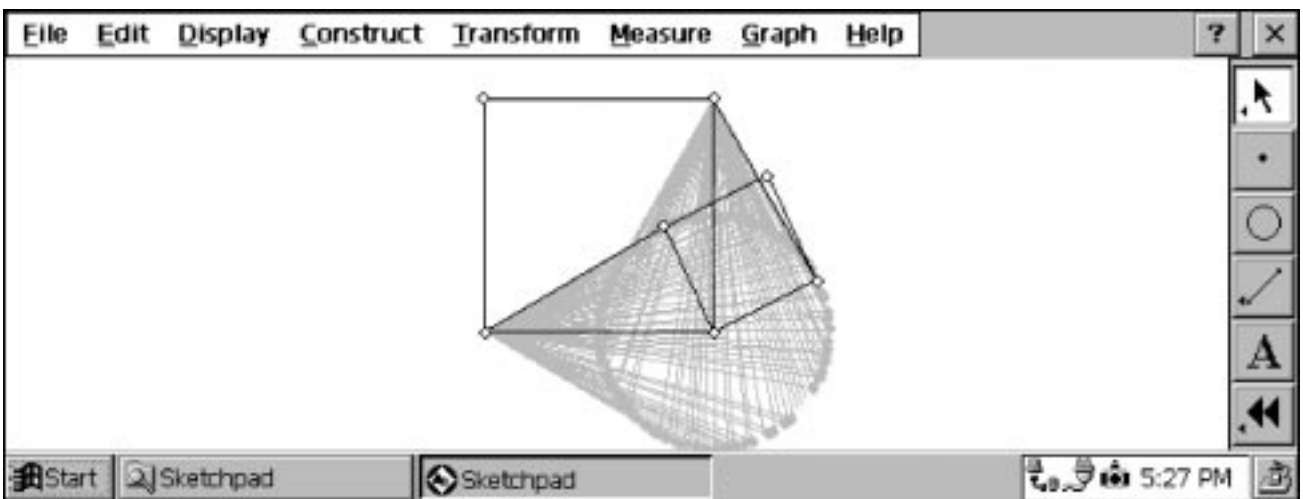 File Edit Display Construct Transform Measure Graph Help ? ×
A
Start Sketchpad Sketchpad 5:27 PM